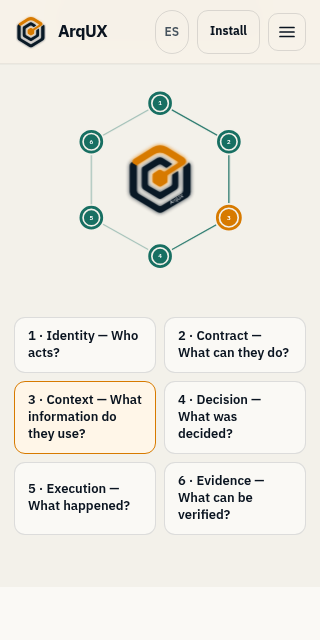 ArqUX
ES
Install
1
2
3
4
5
6
1 · Identity — Who
acts?
2 · Contract —
What can they do?
3 · Context — What
information do
they use?
4 · Decision —
What was
decided?
5 · Execution —
What happened?
6 · Evidence —
What can be
verified?